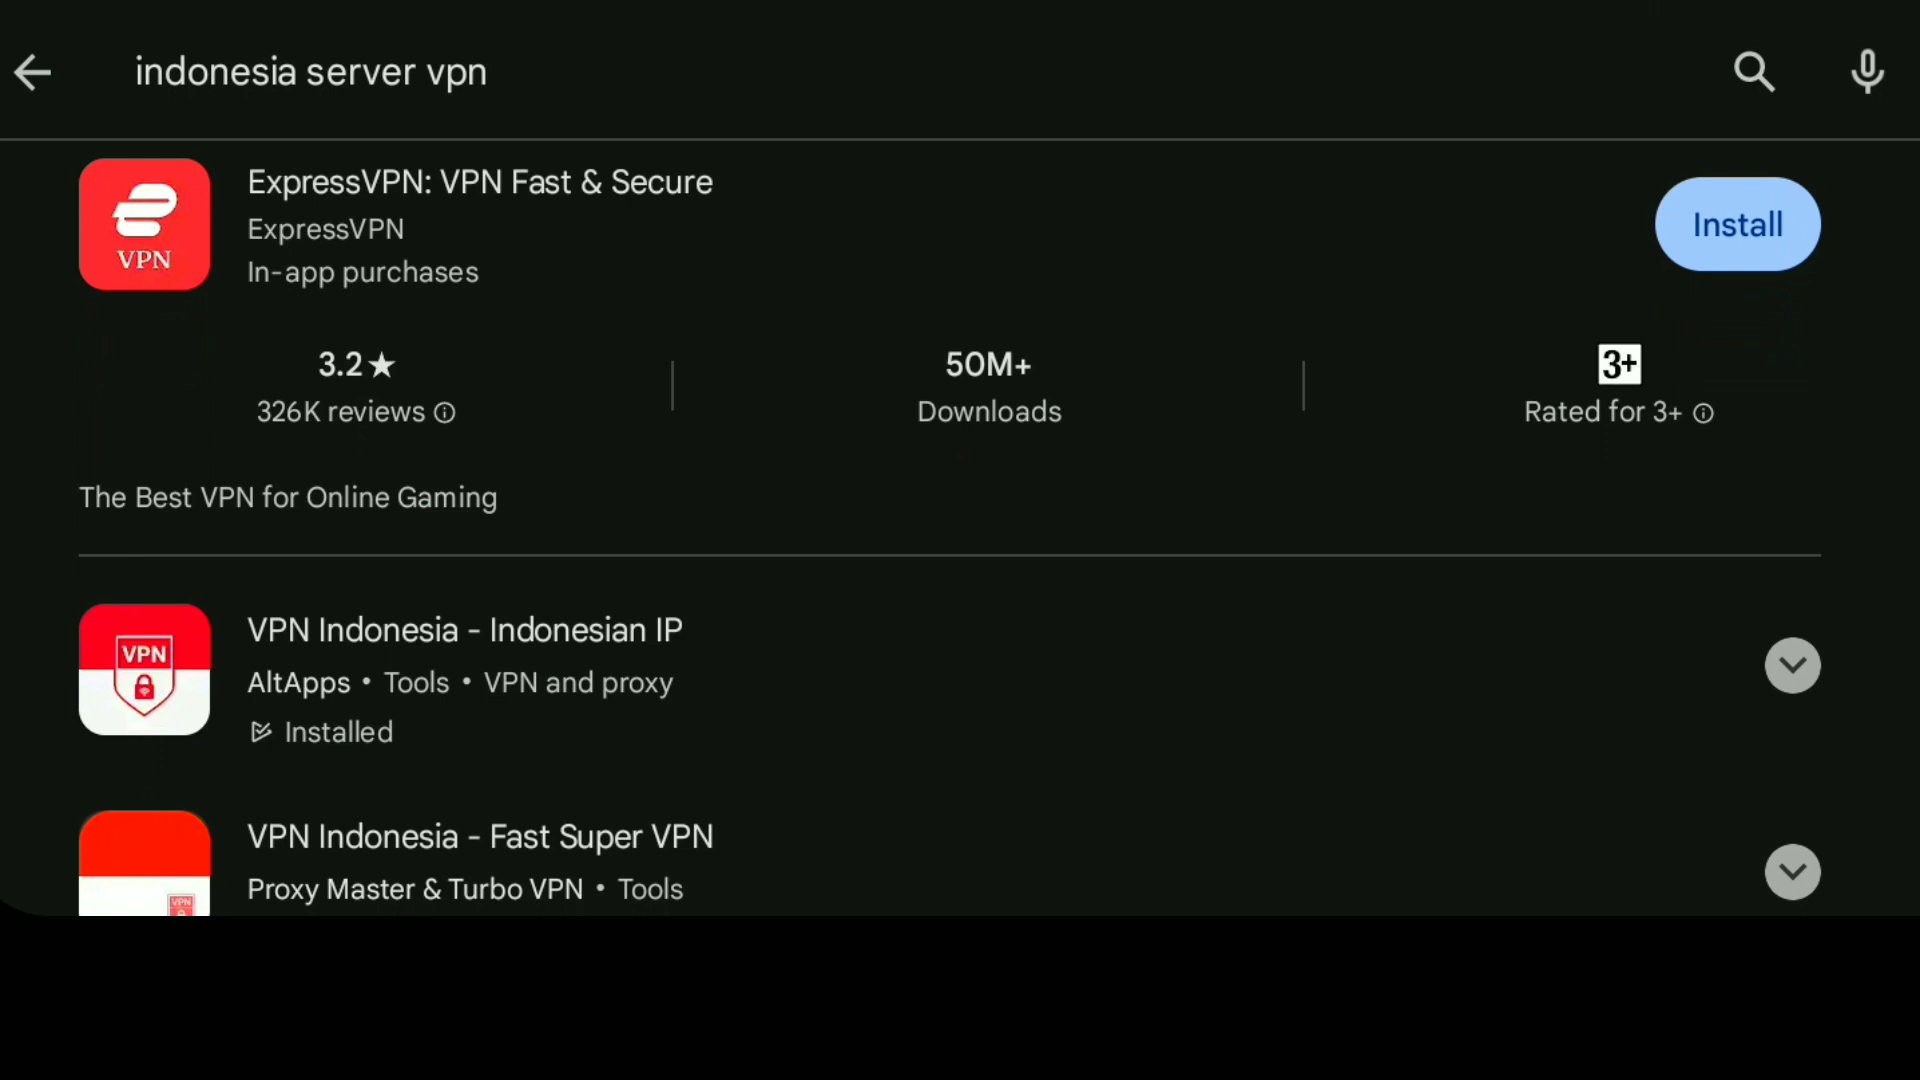 indonesia server vpn
VPN
ExpressVPN: VPN Fast & Secure
ExpressVPN
In-app purchases
Install
3.2★
326K reviews
50M+
Downloads
3+
Rated for 3+
The Best VPN for Online Gaming
VPN
VPN Indonesia - Indonesian IP
AltApps • Tools • VPN and proxy
Installed
VPN Indonesia - Fast Super VPN
Proxy Master & Turbo VPN • Tools
VPN